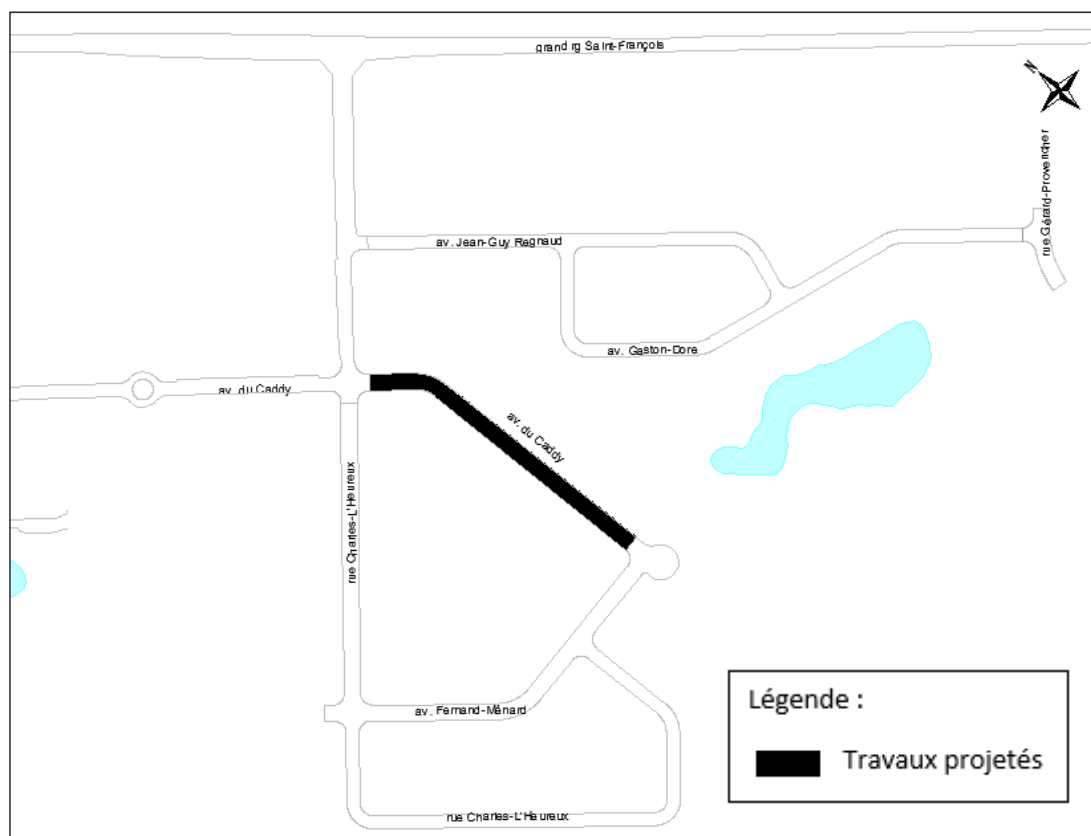 grand rg Saint-François
N
rue Gérard-Provencher
av. Jean-Guy Regnaud
av. Gaston-Dore
av. du Caddy
av. du Caddy
rue Charles-L'Heureux
av. Fernand-Ménard
rue Charles-L'Heureux
Légende :
Travaux projetés